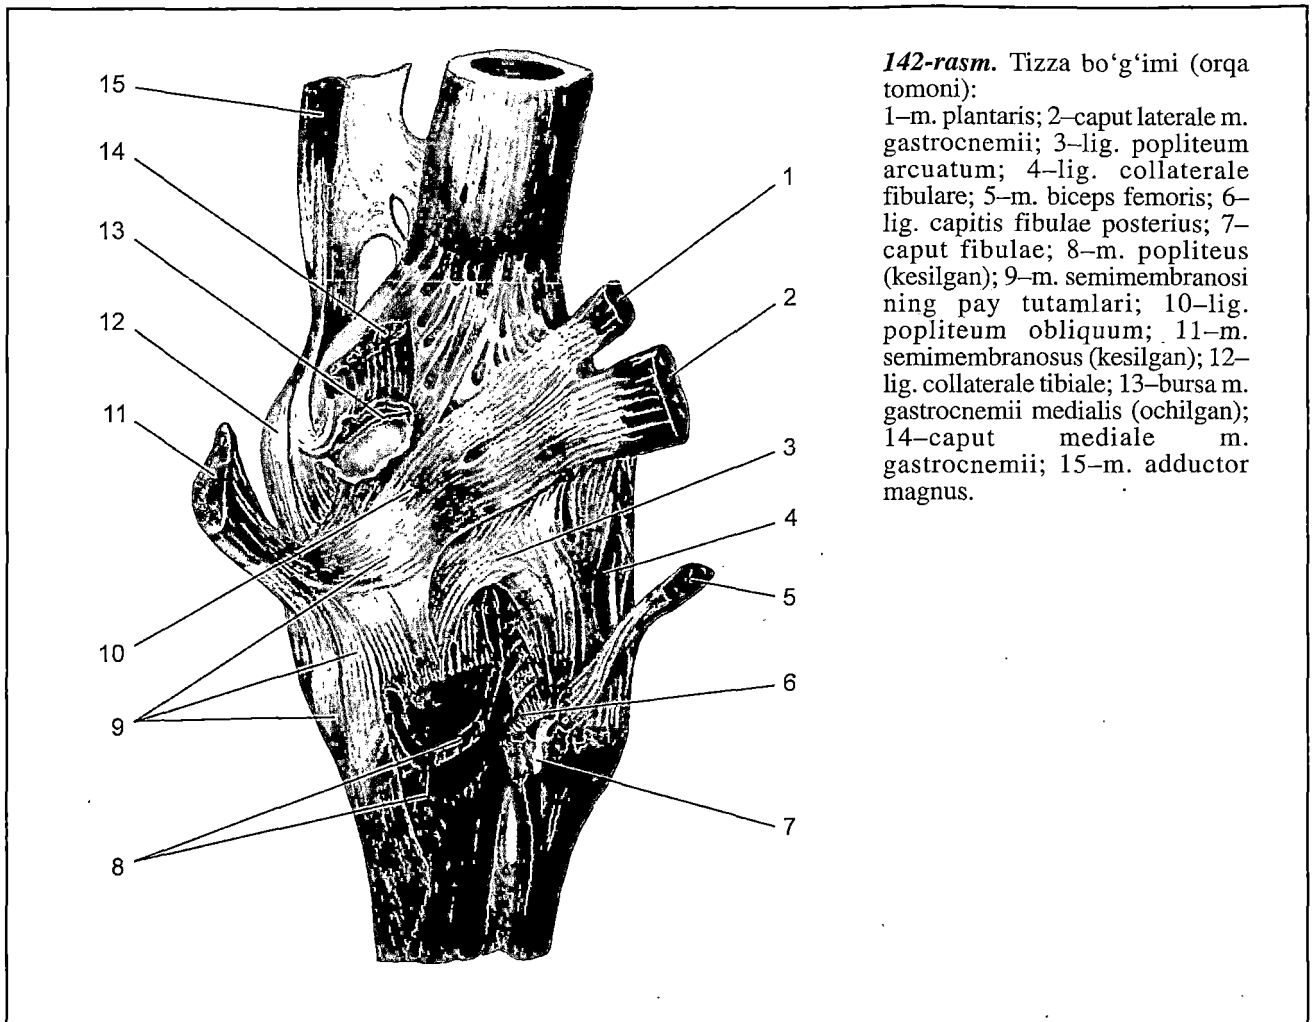 142-rasm. Tizza bo‘g‘imi (orqa
tomoni):
1–m. plantaris; 2–caput laterale m.
gastrocnemii; 3–lig. popliteum
arcuatum; 4–lig. collaterale
fibulare; 5–m. biceps femoris; 6–
lig. capitis fibulae posterius; 7–
caput fibulae; 8–m. popliteus
(kesilgan); 9–m. semimembranosi
ning pay tutamlari; 10–lig.
popliteum obliquum; 11–m.
semimembranosus (kesilgan); 12–
lig. collaterale tibiale; 13–bursa m.
gastrocnemii medialis (ochilgan);
14–caput mediale m.
gastrocnemii; 15–m. adductor
magnus.
15
14
13
12
11
10
9
8
1
2
3
4
5
6
7